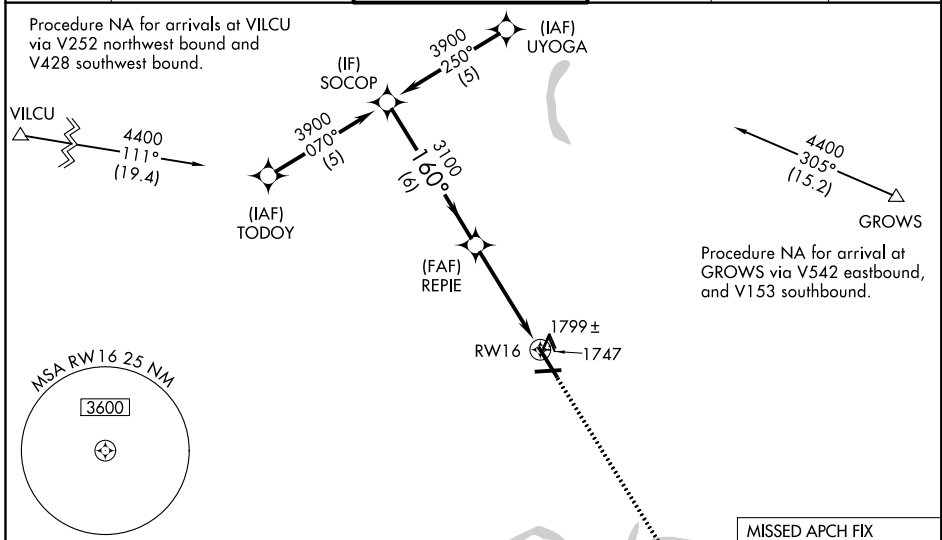 Procedure NA for arrivals at VILCU
via V252 northwest bound and
V428 southwest bound.
(IAF)
UYOGA
3900
250°
(5)
(IF)
SOCOP
VILCU
4400
111°
(19.4)
3900
070°
(5)
(IAF)
TODOY
3100
160°
(6)
4400
305°
(15.2)
GROWS
(FAF)
REPIE
Procedure NA for arrival at
GROWS via V542 eastbound,
and V153 southbound.
1799 ±
RW16
1747
MSA RW 16 25 NM
3600
MISSED APCH FIX